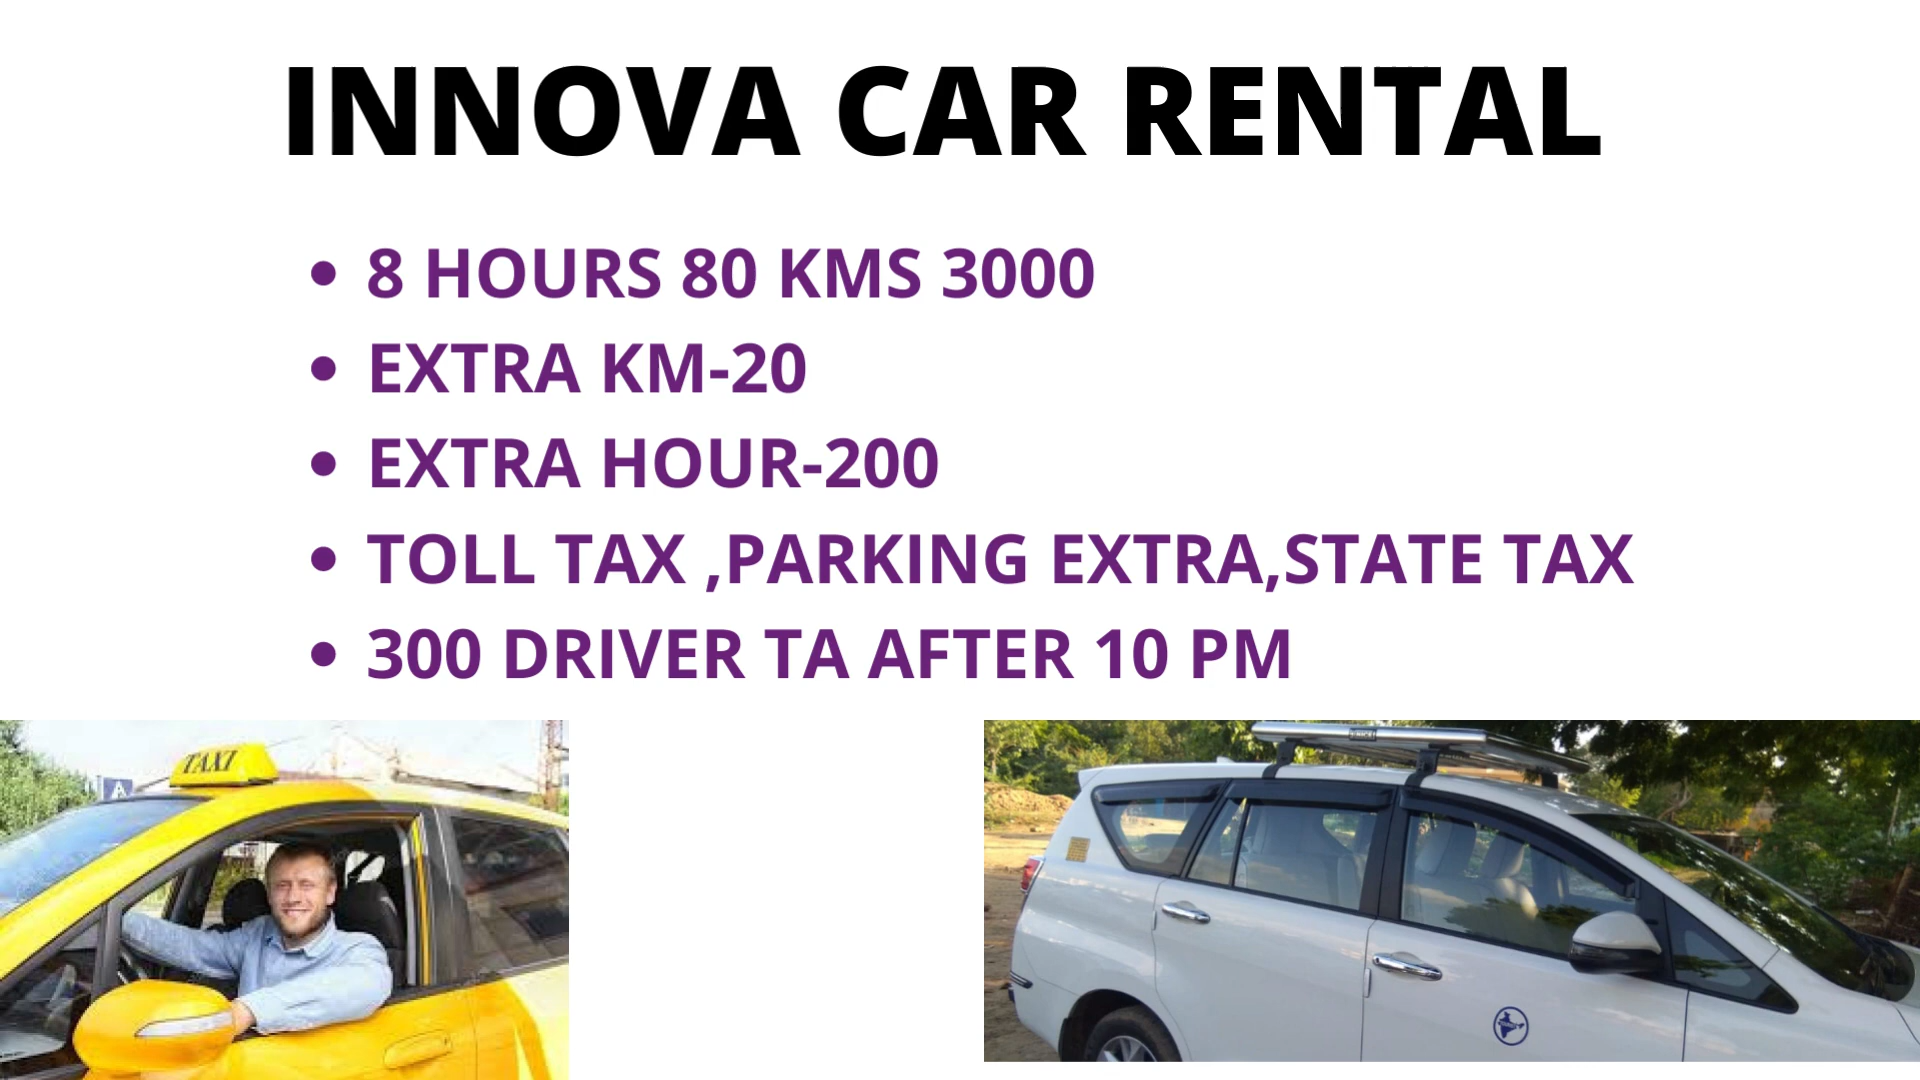 INNOVA CAR RENTAL
• 8 HOURS 80 KMS 3000
• EXTRA KM-20
• EXTRA HOUR-200
• TOLL TAX ,PARKING EXTRA,STATE TAX
• 300 DRIVER TA AFTER 10 PM
TAXI